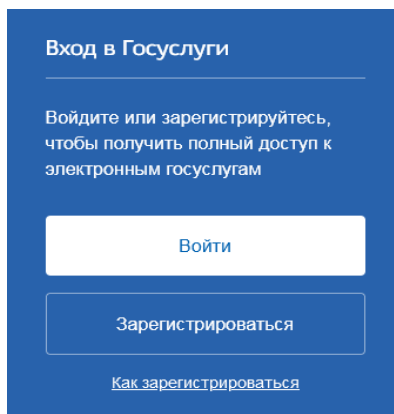 Вход в Госуслуги
Войдите или зарегистрируйтесь,
чтобы получить полный доступ к
электронным госуслугам
Войти
Зарегистрироваться
Как зарегистрироваться